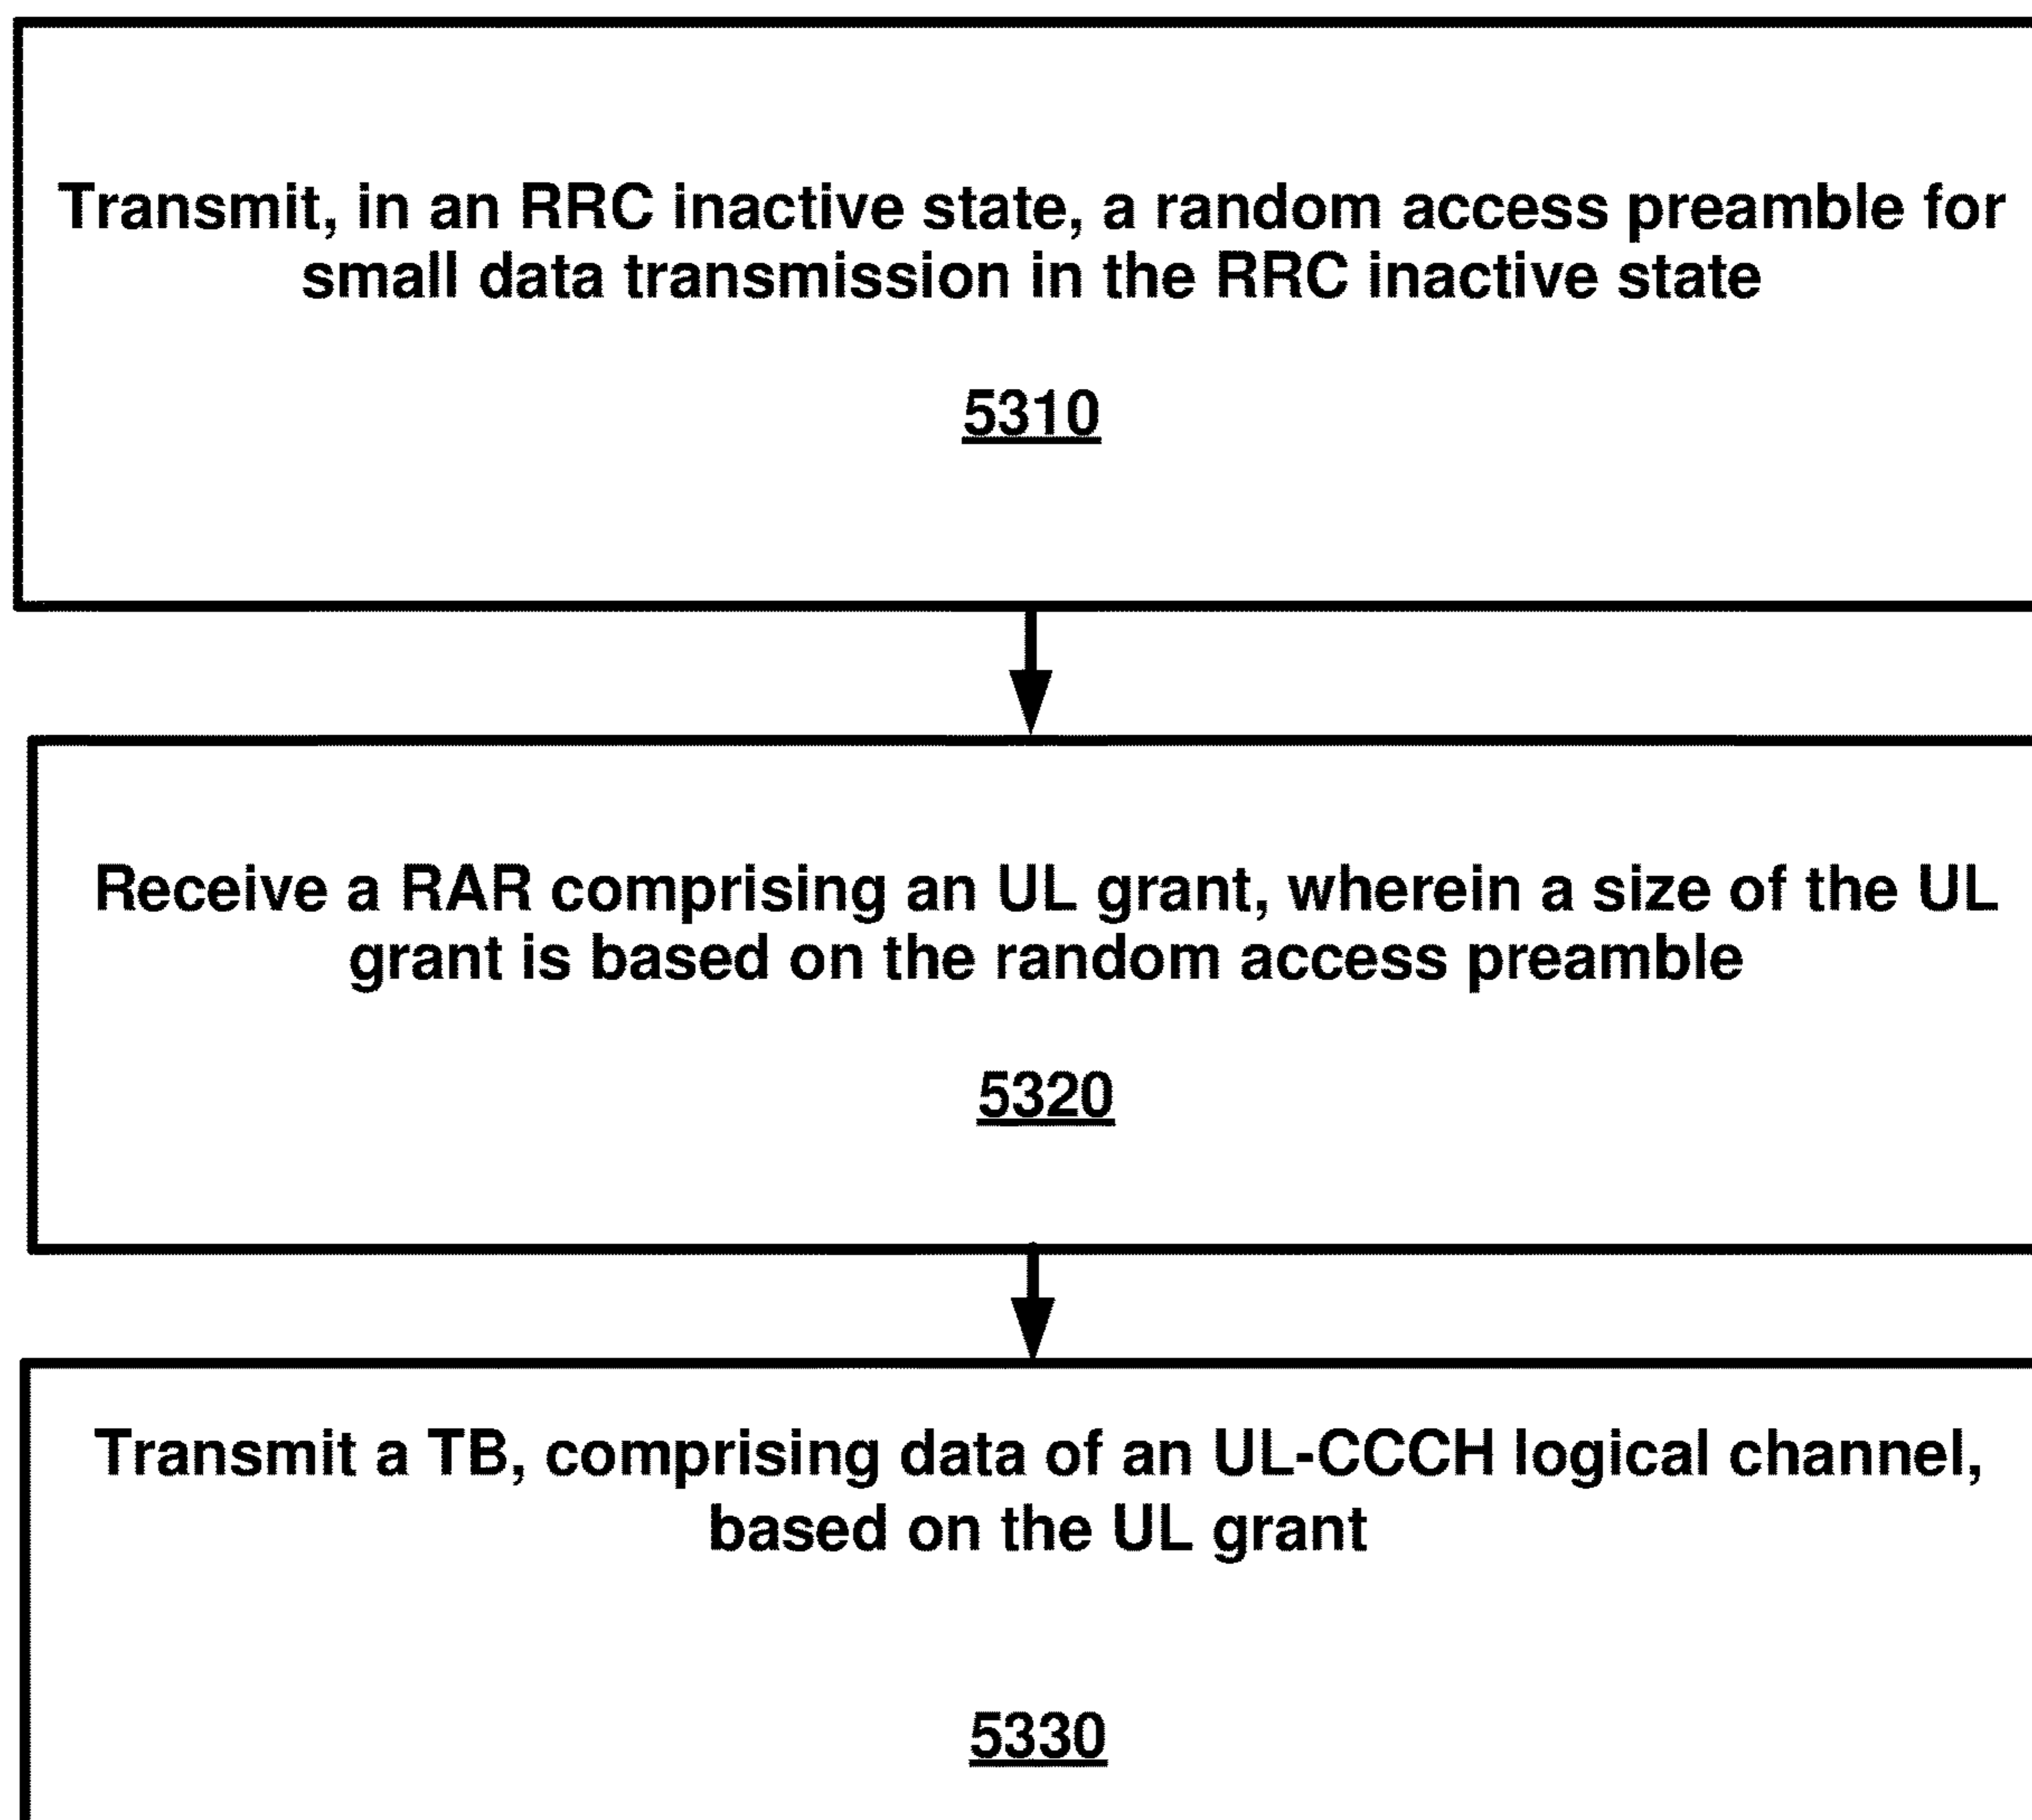 Transmit, in an RRC inactive state, a random access preamble for
small data transmission in the RRC inactive state
5310
Receive a RAR comprising an UL grant, wherein a size of the UL
grant is based on the random access preamble
5320
Transmit a TB, comprising data of an UL-CCCH logical channel,
based on the UL grant
5330